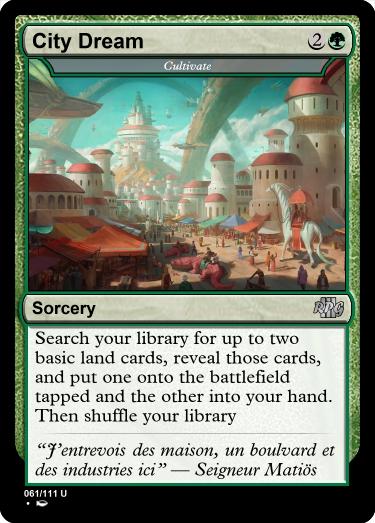 City Dream 2
Cultivate
Sorcery
RPG
Search your library for up to two
basic land cards, reveal those cards,
and put one onto the battlefield
tapped and the other into your hand.
Then shuffle your library
“J'entrevois des maison, un boulvard et
des industries ici” — Seigneur Matiös
061/111 U